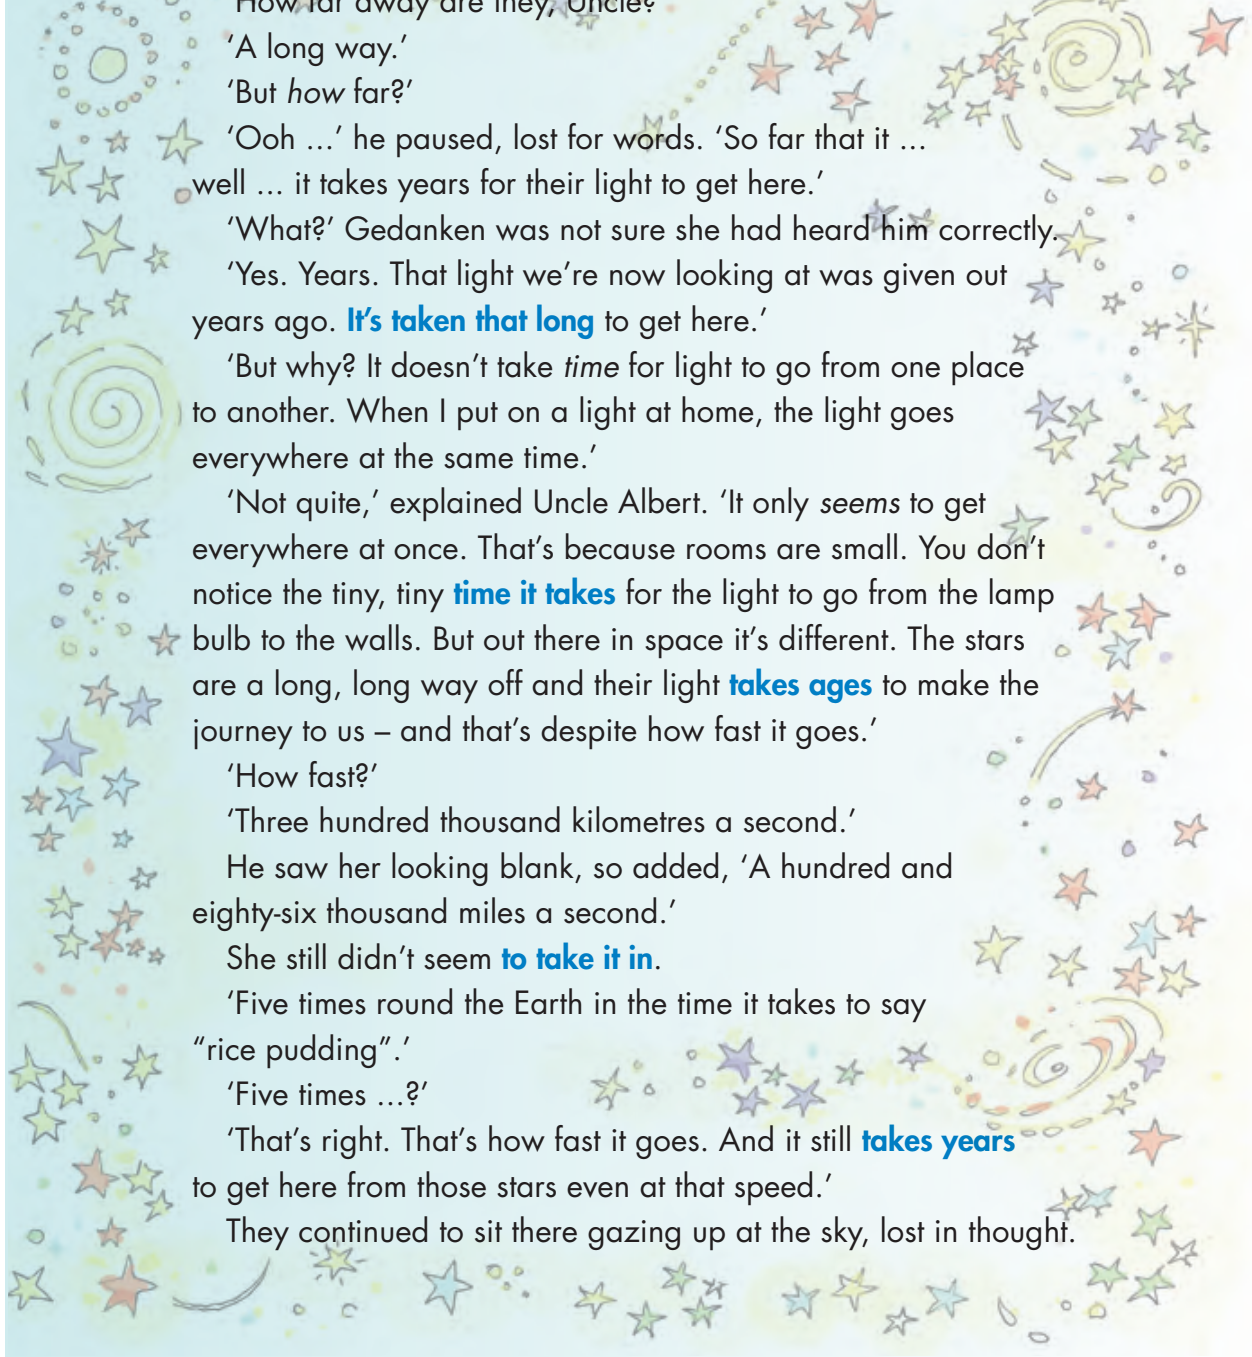 'How far away are they, Uncle?'
'A long way.'
'But how far?'
'Ooh …' he paused, lost for words. 'So far that it …
well … it takes years for their light to get here.'
'What?' Gedanken was not sure she had heard him correctly.
'Yes. Years. That light we're now looking at was given out
years ago. It's taken that long to get here.'
'But why? It doesn't take time for light to go from one place
to another. When I put on a light at home, the light goes
everywhere at the same time.'
'Not quite,' explained Uncle Albert. 'It only seems to get
everywhere at once. That's because rooms are small. You don't
notice the tiny, tiny time it takes for the light to go from the lamp
bulb to the walls. But out there in space it's different. The stars
are a long, long way off and their light takes ages to make the
journey to us – and that's despite how fast it goes.'
'How fast?'
'Three hundred thousand kilometres a second.'
He saw her looking blank, so added, 'A hundred and
eighty-six thousand miles a second.'
She still didn't seem to take it in.
'Five times round the Earth in the time it takes to say
"rice pudding".'
'Five times …?'
'That's right. That's how fast it goes. And it still takes years
to get here from those stars even at that speed.'
They continued to sit there gazing up at the sky, lost in thought.